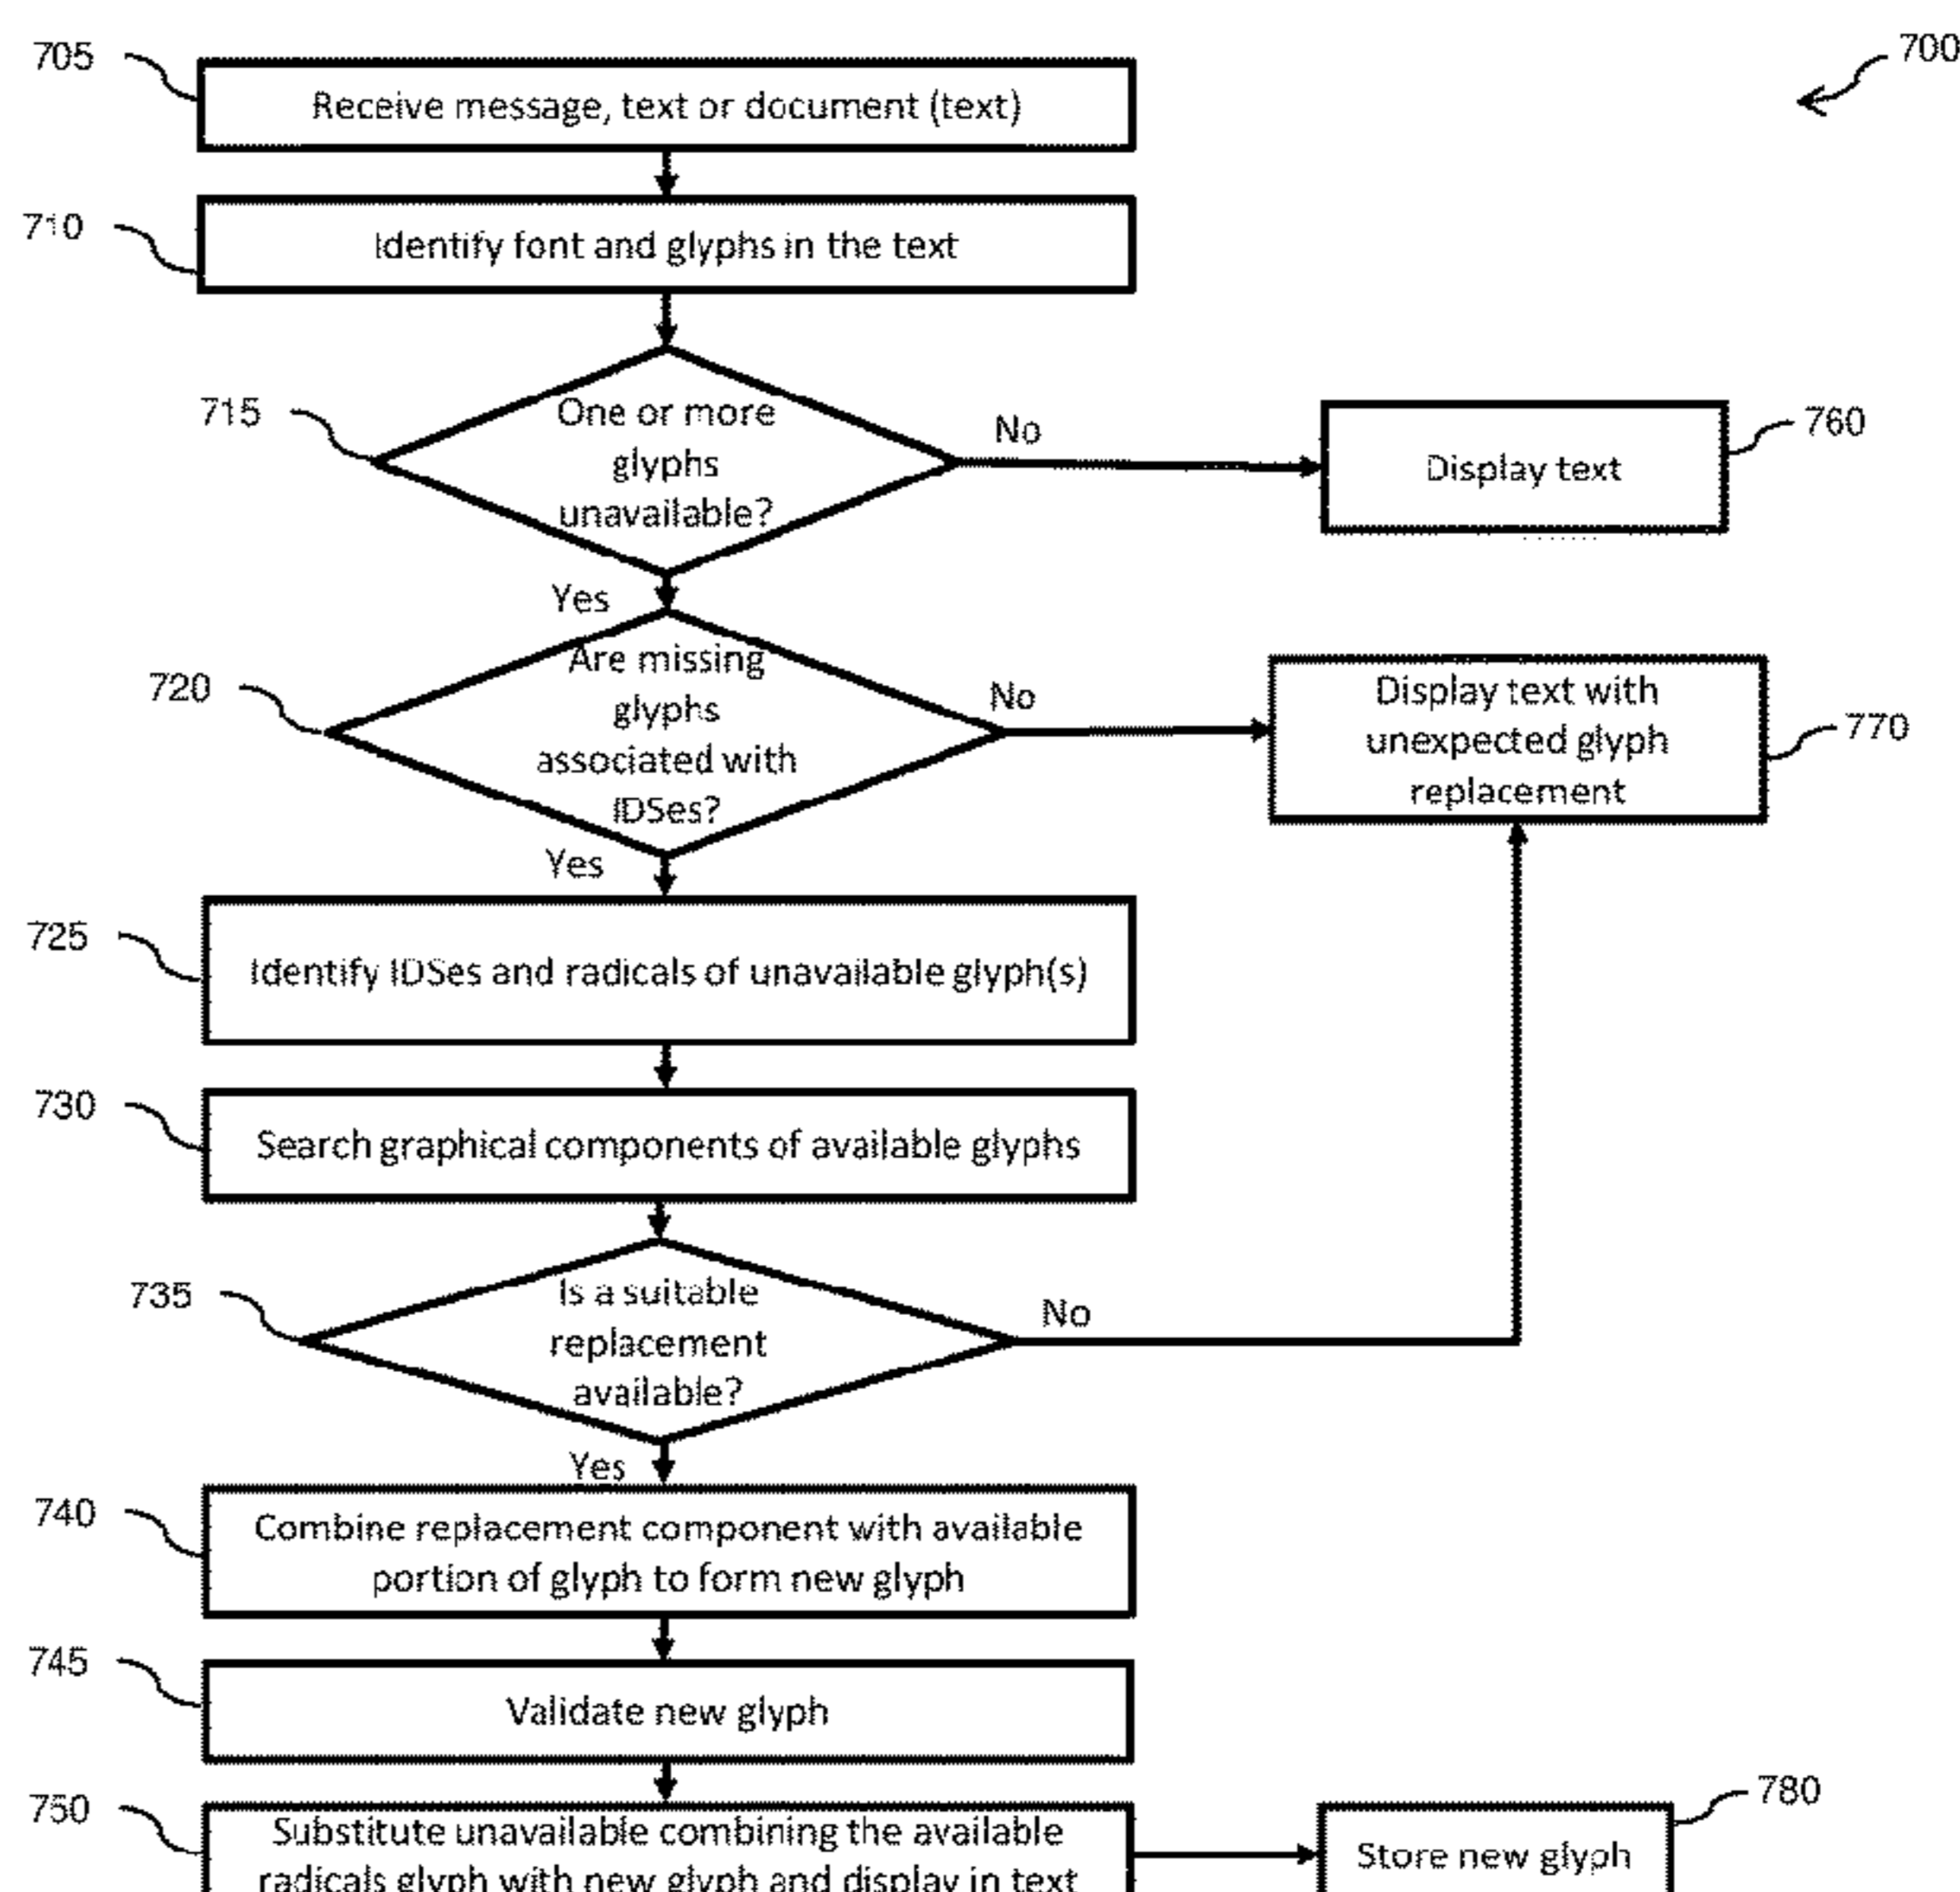 700
705
Receive message, text or document (text)
710
Identify font and glyphs in the text
715
One or more
glyphs
unavailable?
No
760
Display text
Yes
720
Are missing
glyphs
associated with
IDSes?
No
Display text with
unexpected glyph
replacement
770
Yes
725
Identify IDSes and radicals of unavailable glyph(s)
730
Search graphical components of available glyphs
735
Is a suitable
replacement
available?
No
Yes
740
Combine replacement component with available
portion of glyph to form new glyph
745
Validate new glyph
750
Substitute unavailable combining the available
radicals glyph with new glyph and display in text
780
Store new glyph